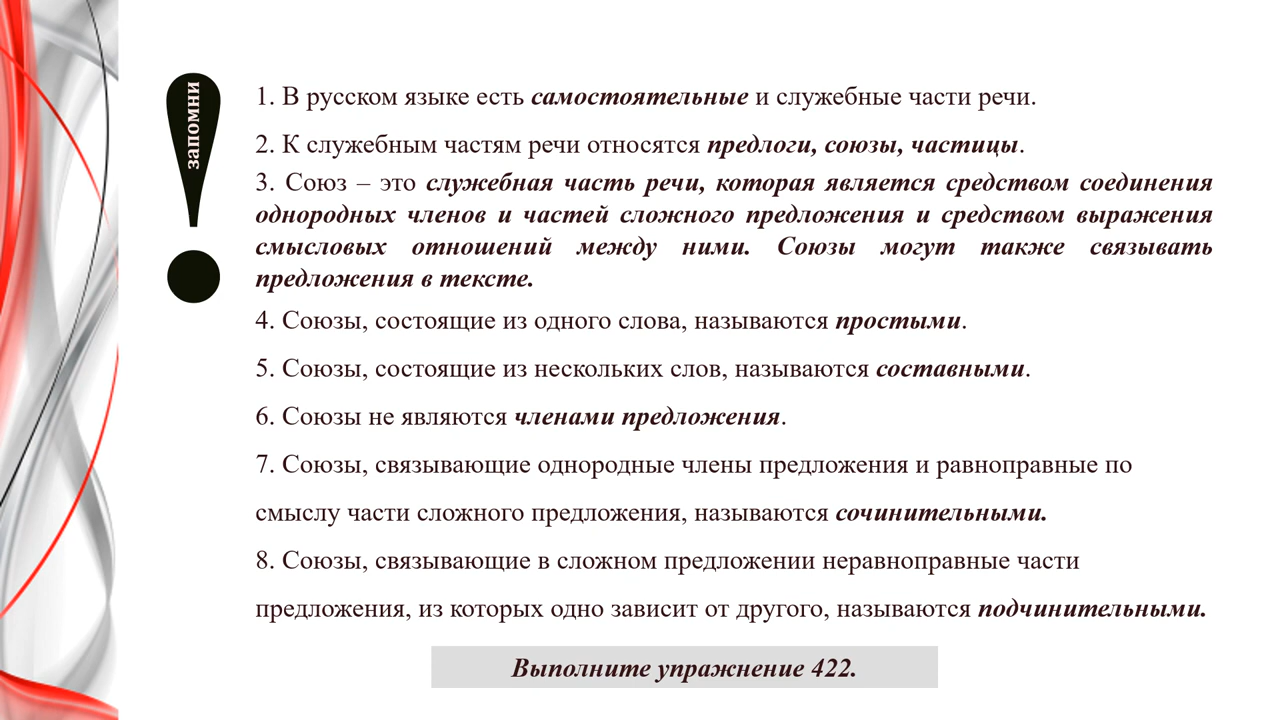 запомни
1. В русском языке есть самостоятельные и служебные части речи.
2. К служебным частям речи относятся предлоги, союзы, частицы.
3. Союз – это служебная часть речи, которая является средством соединения
однородных членов и частей сложного предложения и средством выражения
смысловых отношений между ними. Союзы могут также связывать
предложения в тексте.
4. Союзы, состоящие из одного слова, называются простыми.
5. Союзы, состоящие из нескольких слов, называются составными.
6. Союзы не являются членами предложения.
7. Союзы, связывающие однородные члены предложения и равноправные по
смыслу части сложного предложения, называются сочинительными.
8. Союзы, связывающие в сложном предложении неравноправные части
предложения, из которых одно зависит от другого, называются подчинительными.
Выполните упражнение 422.